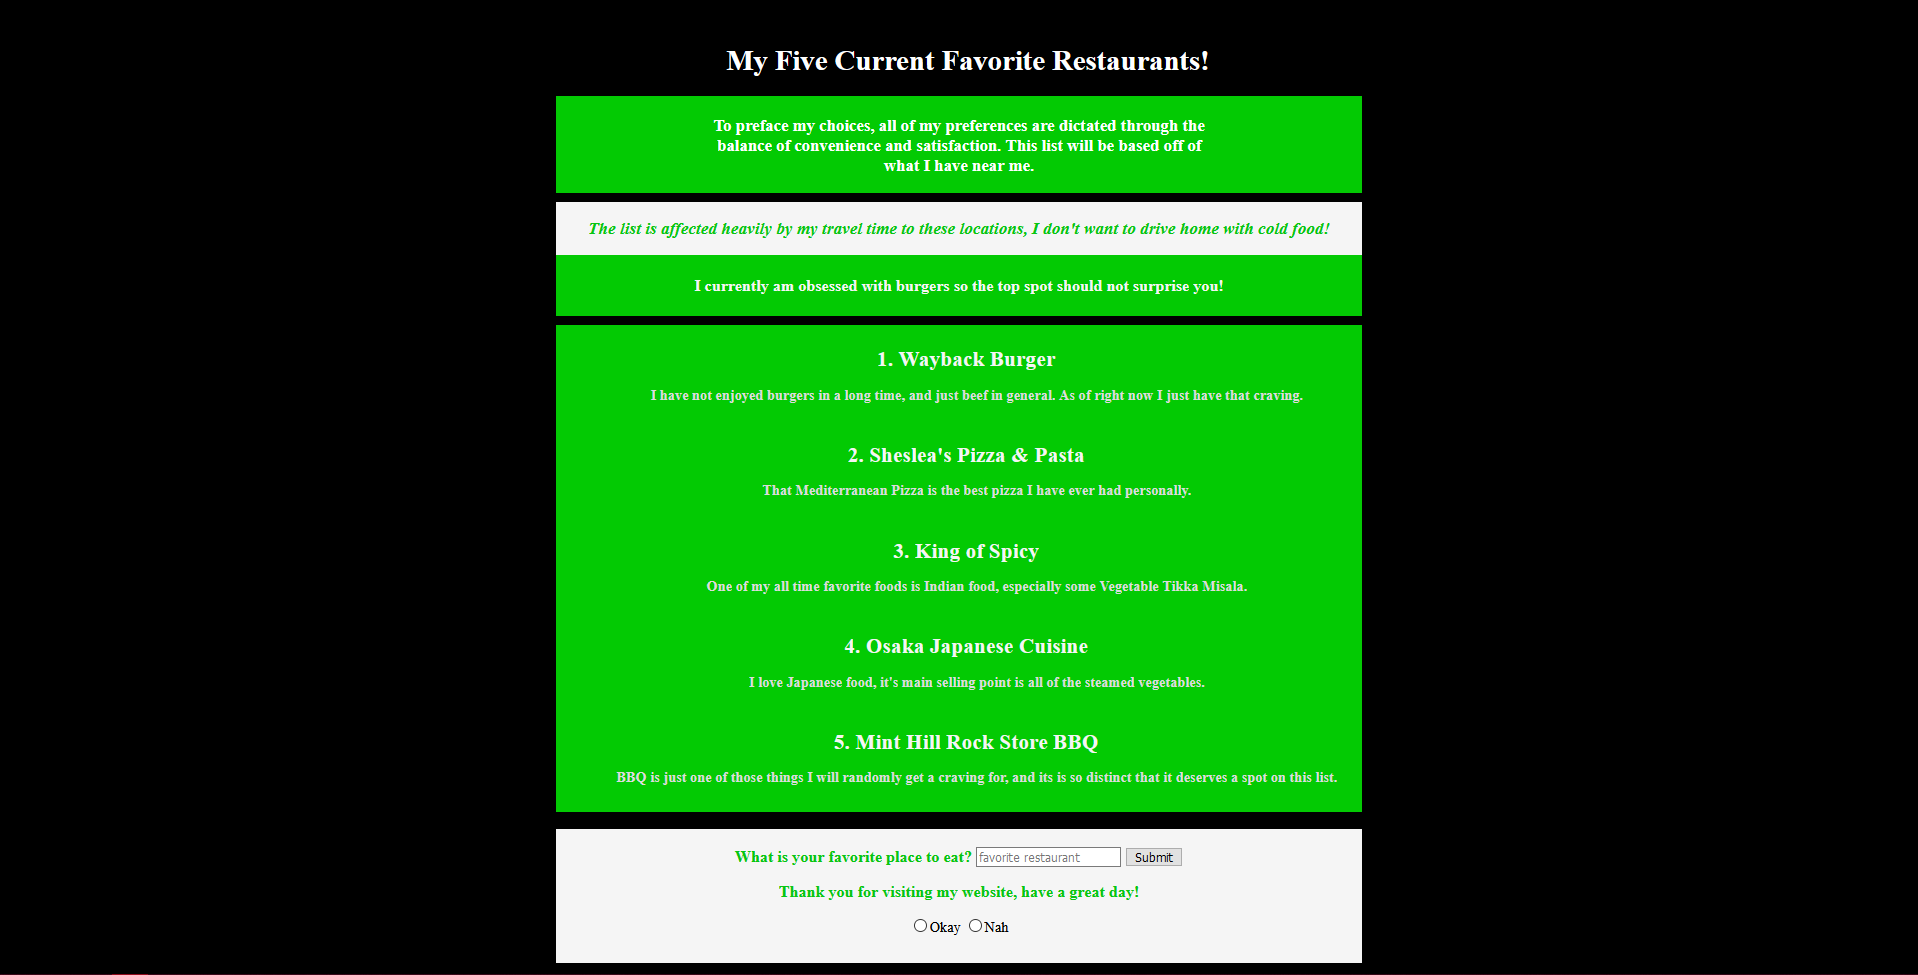 My Five Current Favorite Restaurants!
To preface my choices, all of my preferences are dictated through the
balance of convenience and satisfaction. This list will be based off of
what I have near me.
The list is affected heavily by my travel time to these locations, I don't want to drive home with cold food!
I currently am obsessed with burgers so the top spot should not surprise you!
1. Wayback Burger
I have not enjoyed burgers in a long time, and just beef in general. As of right now I just have that craving.
2. Sheslea's Pizza & Pasta
That Mediterranean Pizza is the best pizza I have ever had personally.
3. King of Spicy
One of my all time favorite foods is Indian food, especially some Vegetable Tikka Misala.
4. Osaka Japanese Cuisine
I love Japanese food, it's main selling point is all of the steamed vegetables.
5. Mint Hill Rock Store BBQ
BBQ is just one of those things I will randomly get a craving for, and its is so distinct that it deserves a spot on this list.
What is your favorite place to eat? favorite restaurant Submit
Thank you for visiting my website, have a great day!
Okay Nah